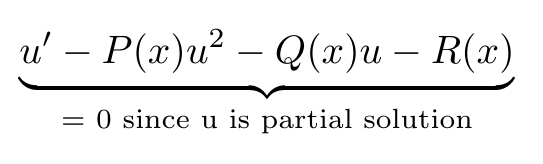 u′ − P(x)u² − Q(x)u − R(x)
= 0 since u is partial solution